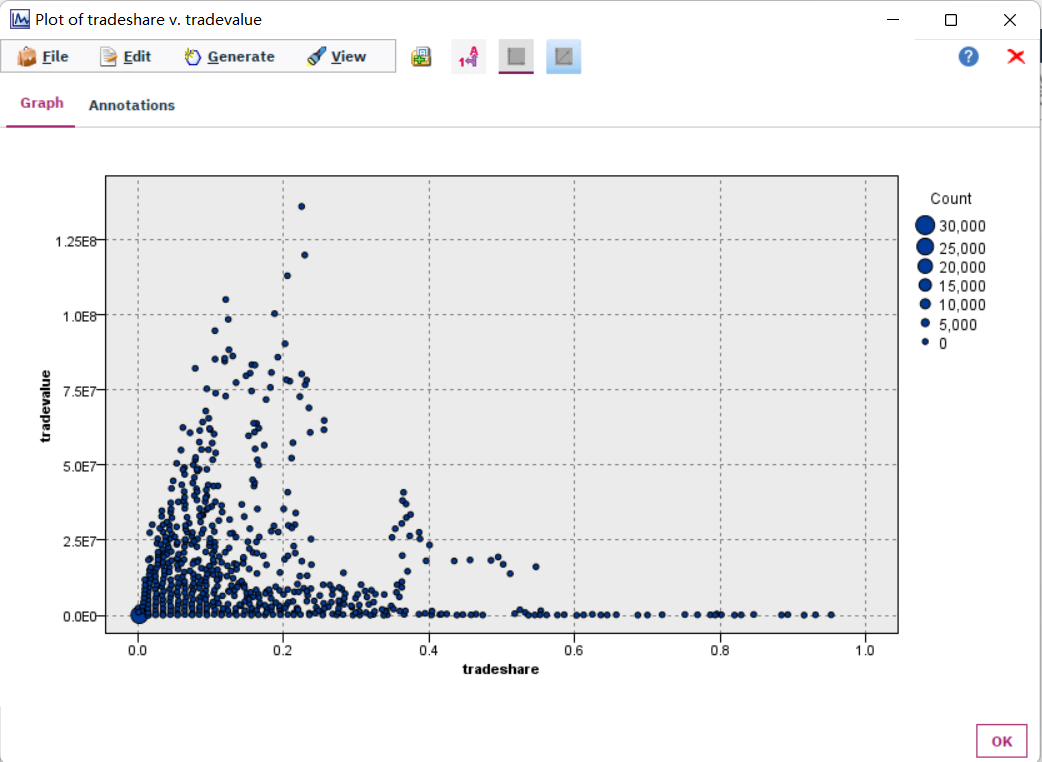 Plot of tradeshare v. tradevalue
File Edit Generate View
Graph Annotations
Count
30,000
25,000
20,000
15,000
10,000
5,000
0
1.25E8
1.0E8
7.5E7
5.0E7
2.5E7
0.0E0
tradevalue
0.0 0.2 0.4 0.6 0.8 1.0
tradeshare
OK